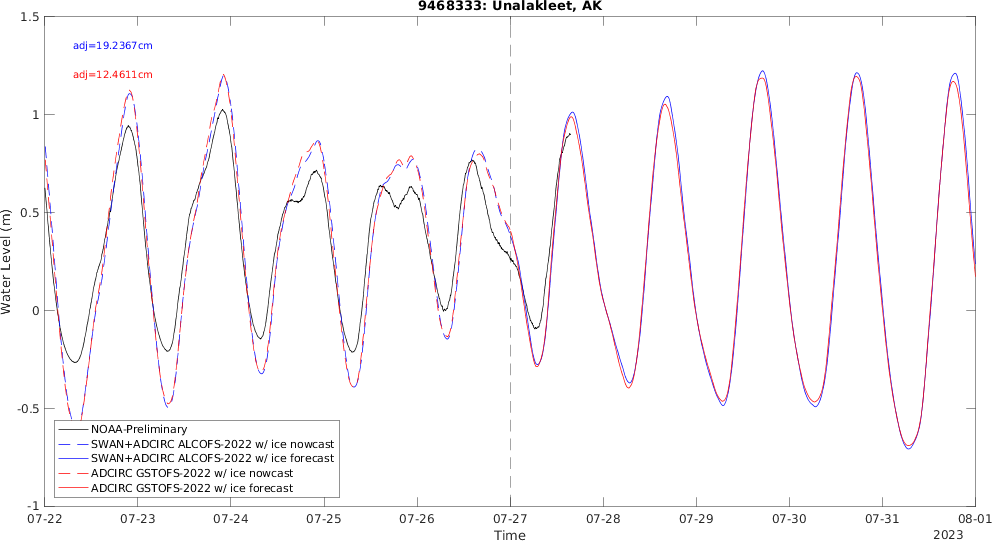 9468333: Unalakleet, AK
1.5
adj=19.2367cm
adj=12.4611cm
1
0.5
Water Level (m)
0
-0.5
NOAA-Preliminary
SWAN+ADCIRC ALCOFS-2022 w/ ice nowcast
SWAN+ADCIRC ALCOFS-2022 w/ ice forecast
ADCIRC GSTOFS-2022 w/ ice nowcast
ADCIRC GSTOFS-2022 w/ ice forecast
-1
07-22 07-23 07-24 07-25 07-26 07-27 07-28 07-29 07-30 07-31 08-01
Time
2023